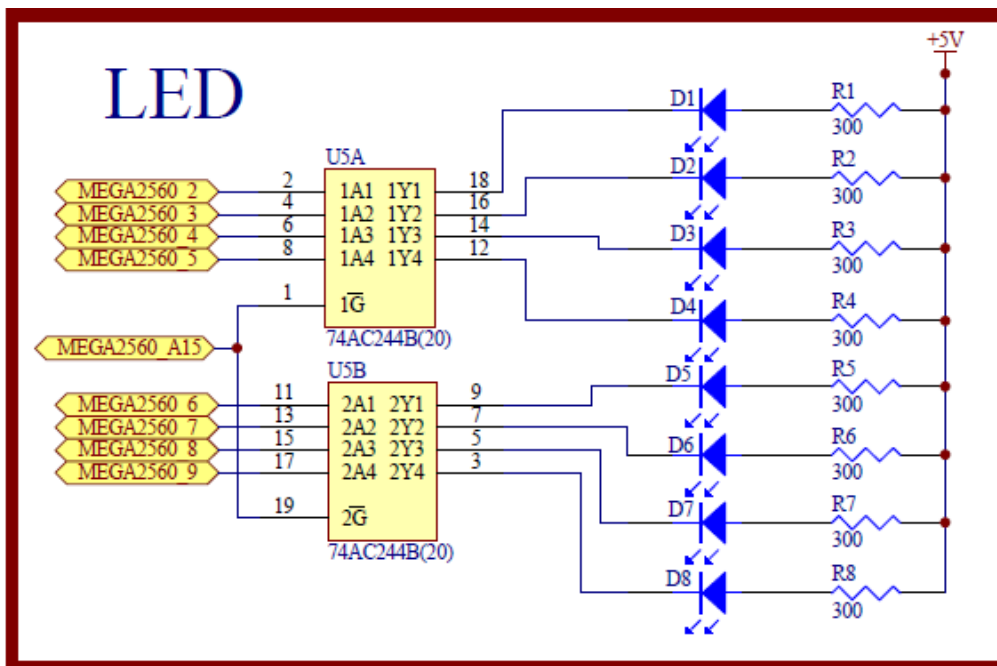 +5V
LED
D1 R1
300
U5A
D2 R2
300
MEGA2560_2 2 1A1 1Y1 18
MEGA2560_3 4 1A2 1Y2 16
MEGA2560_4 6 1A3 1Y3 14
MEGA2560_5 8 1A4 1Y4 12
D3 R3
300
1 1G̅
D4 R4
300
74AC244B(20)
MEGA2560_A15
U5B
D5 R5
300
MEGA2560_6 11 2A1 2Y1 9
MEGA2560_7 13 2A2 2Y2 7
MEGA2560_8 15 2A3 2Y3 5
MEGA2560_9 17 2A4 2Y4 3
D6 R6
300
19 2G̅
D7 R7
300
74AC244B(20)
D8 R8
300